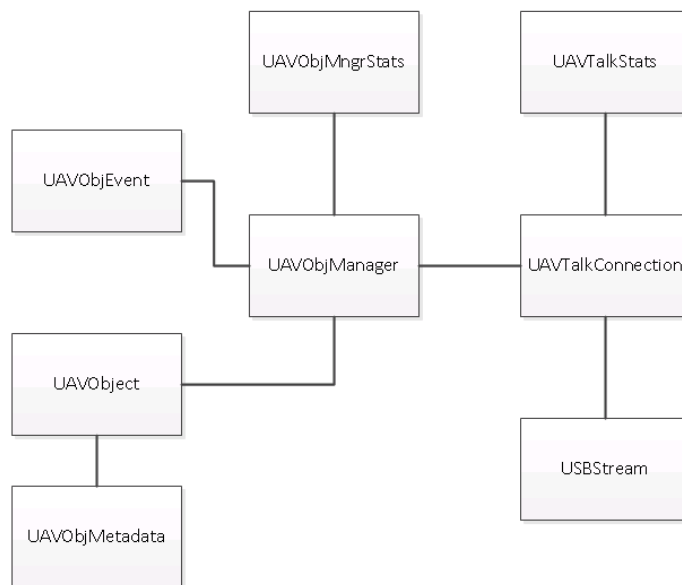 UAVObjMngrStats
UAVTalkStats
UAVObjEvent
UAVObjManager
UAVTalkConnection
UAVObject
USBStream
UAVObjMetadata